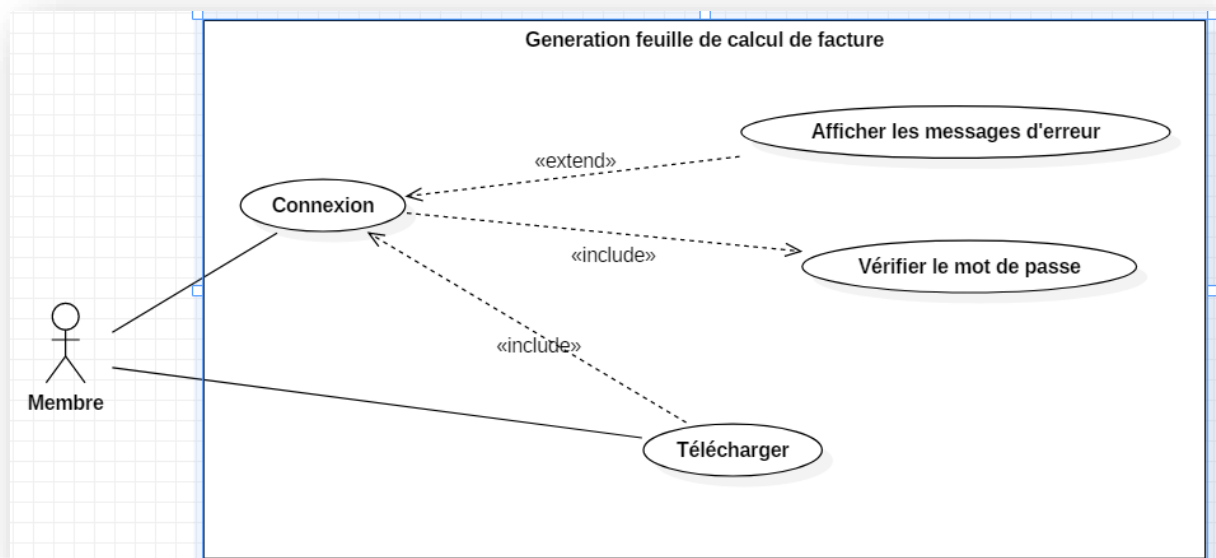 Generation feuille de calcul de facture
Afficher les messages d'erreur
«extend»
Connexion
«include»
Vérifier le mot de passe
«include»
Membre
Télécharger